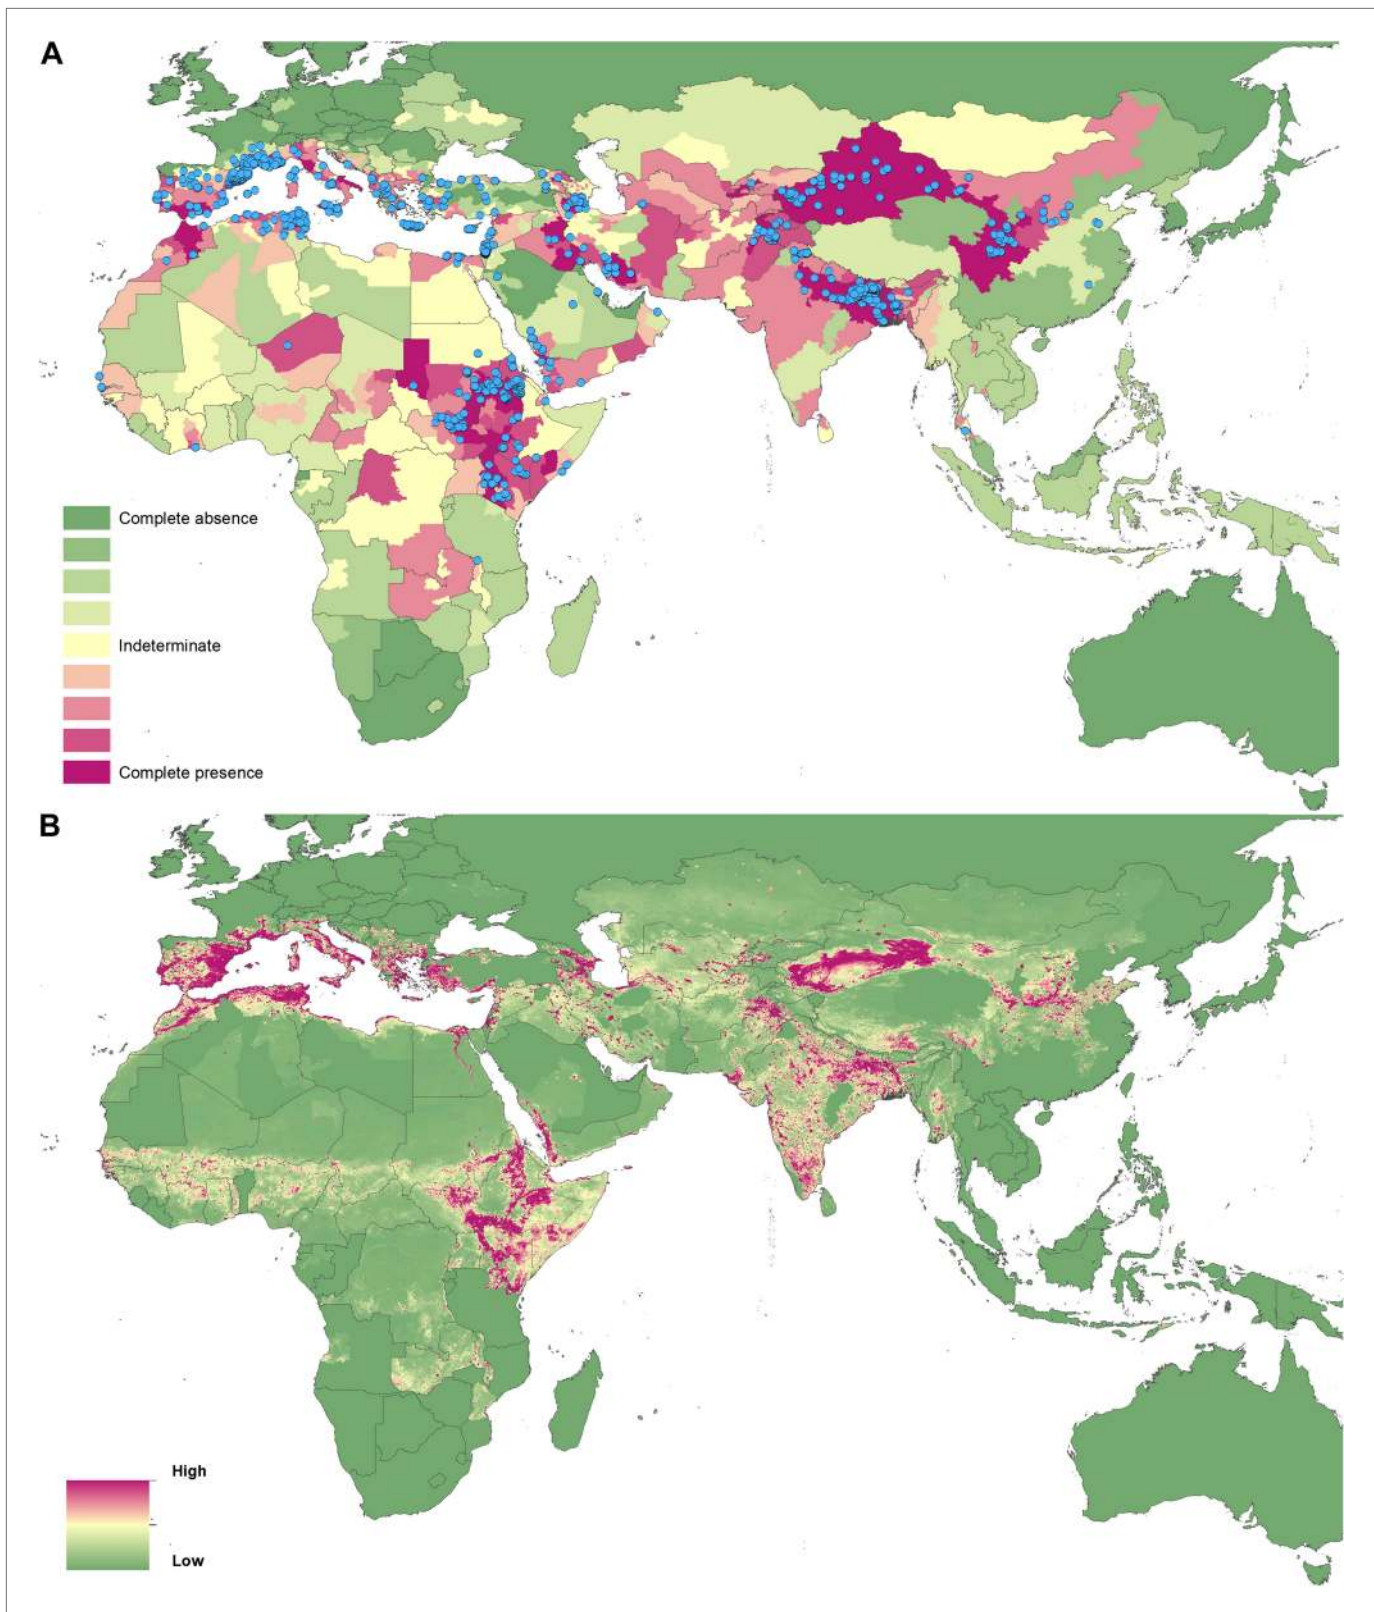 A
Complete absence
Indeterminate
Complete presence
B
High
Low